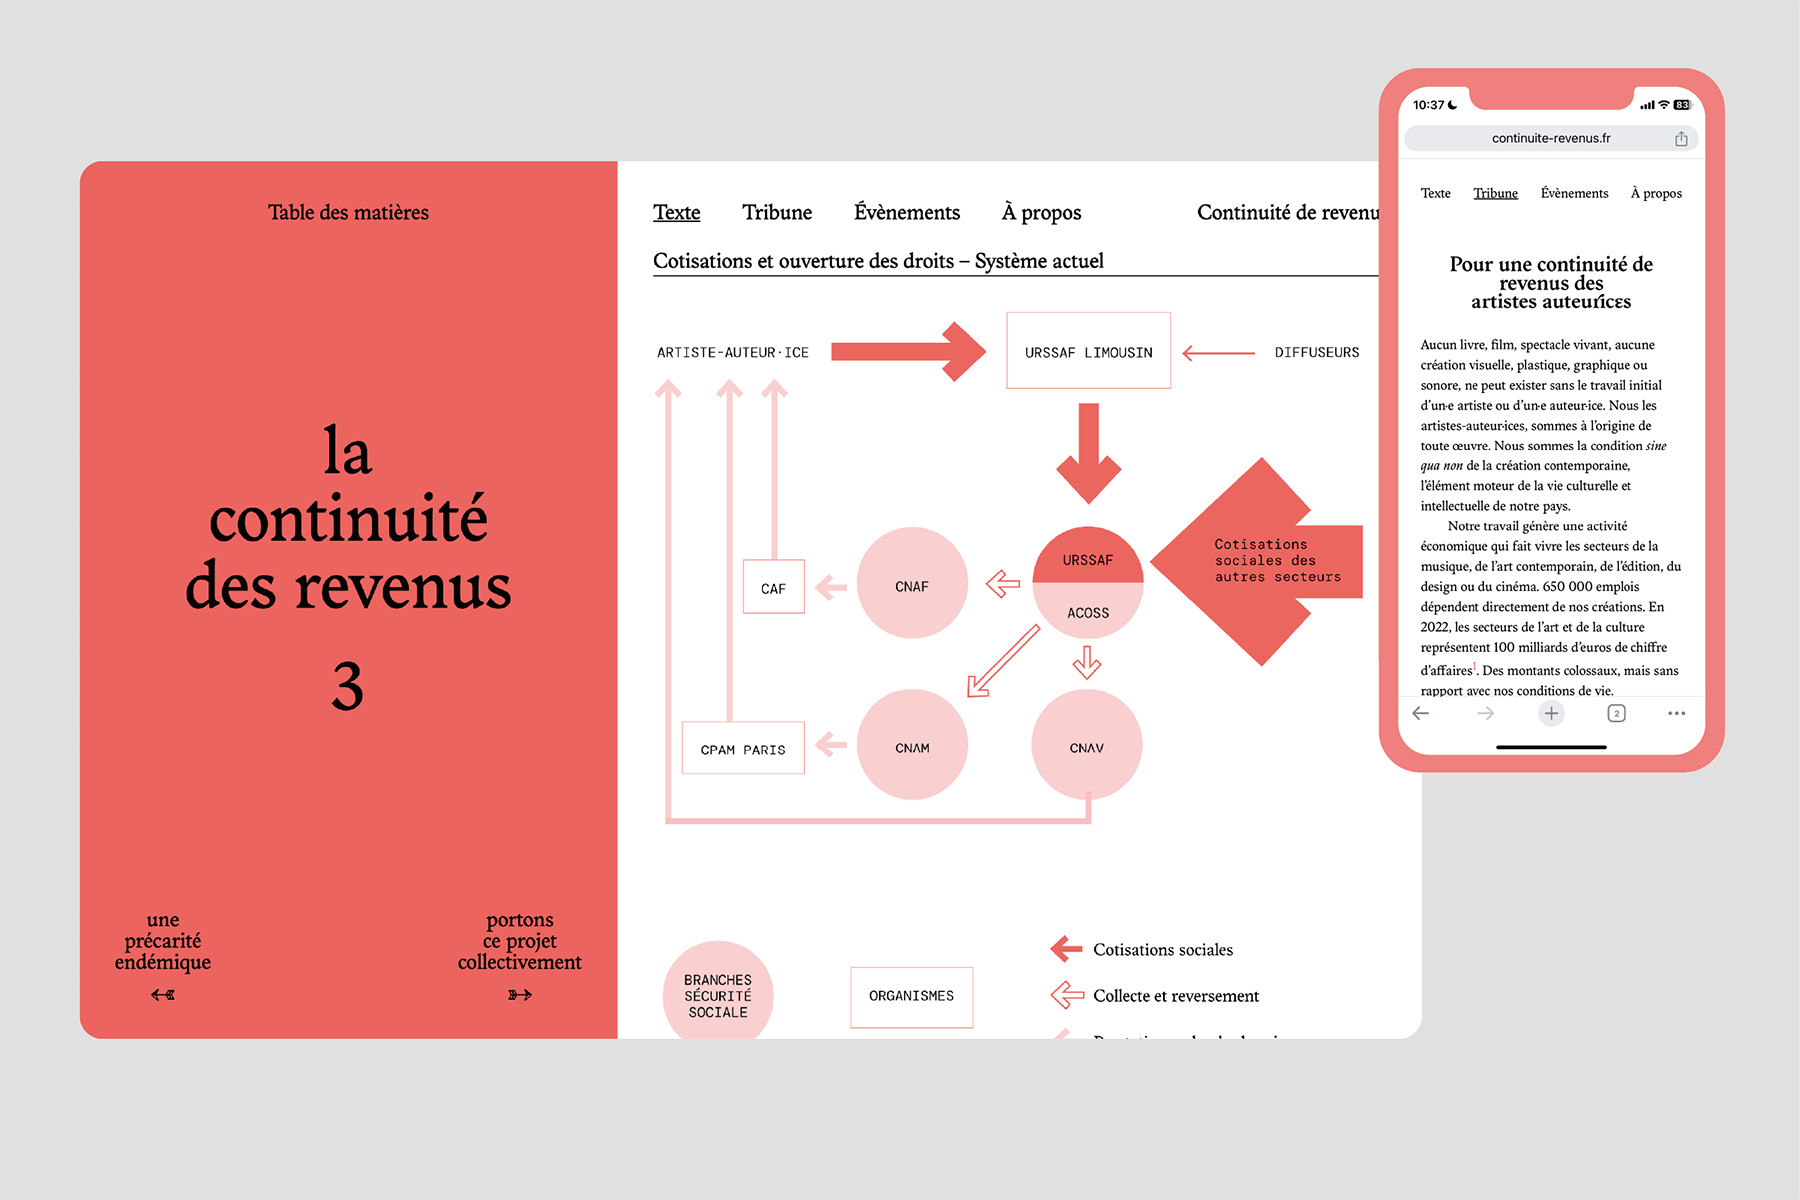 Table des matières
la
continuité
des revenus
3
une
précarité
endémique
portons
ce projet
collectivement
Texte Tribune Évènements À propos Continuité de revenu
Cotisations et ouverture des droits – Système actuel
ARTISTE-AUTEUR·ICE
URSSAF LIMOUSIN
DIFFUSEURS
Cotisations
sociales des
autres secteurs
URSSAF
ACOSS
CNAF
CAF
CNAM
CNAV
CPAM PARIS
BRANCHES
SÉCURITÉ
SOCIALE
ORGANISMES
Cotisations sociales
Collecte et reversement
10:37
83
continuite-revenus.fr
Texte Tribune Évènements À propos
Pour une continuité de
revenus des
artistes auteurices
Aucun livre, film, spectacle vivant, aucune
création visuelle, plastique, graphique ou
sonore, ne peut exister sans le travail initial
d’un·e artiste ou d’un·e auteur·ice. Nous les
artistes-auteur·ices, sommes à l’origine de
toute œuvre. Nous sommes la condition sine
qua non de la création contemporaine,
l’élément moteur de la vie culturelle et
intellectuelle de notre pays.
Notre travail génère une activité
économique qui fait vivre les secteurs de la
musique, de l’art contemporain, de l’édition, du
design ou du cinéma. 650 000 emplois
dépendent directement de nos créations. En
2022, les secteurs de l’art et de la culture
représentent 100 milliards d’euros de chiffre
d’affaires1. Des montants colossaux, mais sans
rapport avec nos conditions de vie.
2